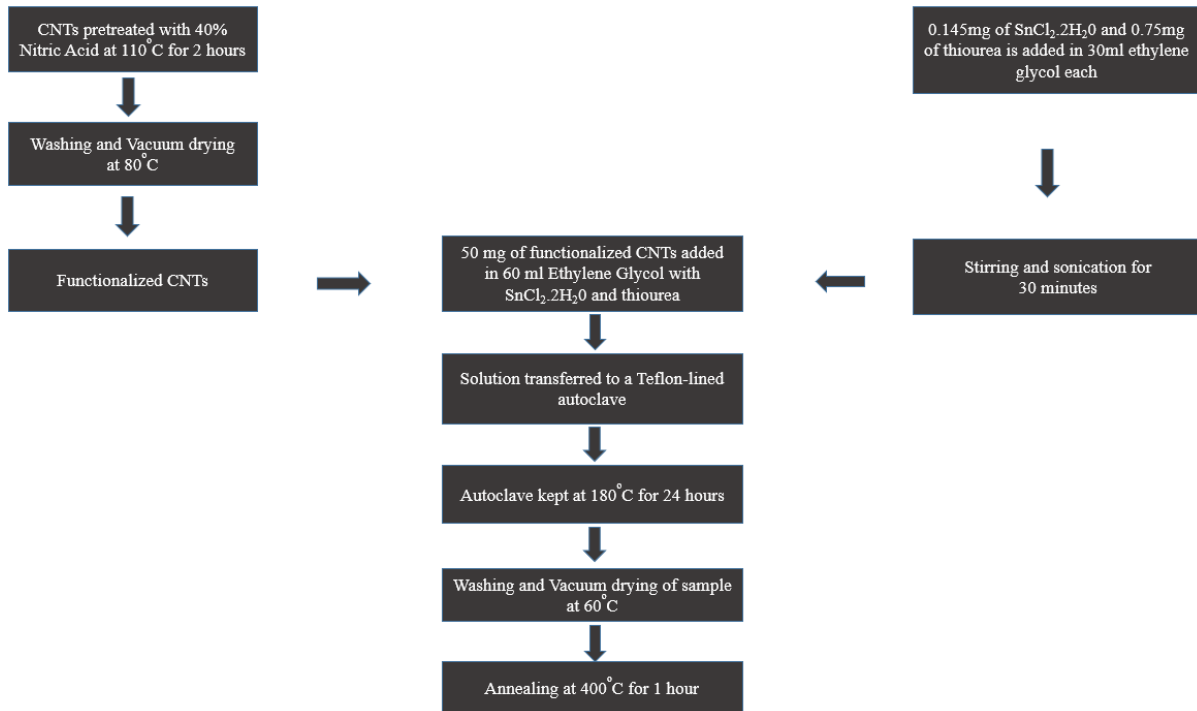 CNTs pretreated with 40%
Nitric Acid at 110°C for 2 hours
Washing and Vacuum drying
at 80°C
Functionalized CNTs
0.145mg of SnCl₂.2H₂0 and 0.75mg
of thiourea is added in 30ml ethylene
glycol each
Stirring and sonication for
30 minutes
50 mg of functionalized CNTs added
in 60 ml Ethylene Glycol with
SnCl₂.2H₂0 and thiourea
Solution transferred to a Teflon-lined
autoclave
Autoclave kept at 180°C for 24 hours
Washing and Vacuum drying of sample
at 60°C
Annealing at 400°C for 1 hour